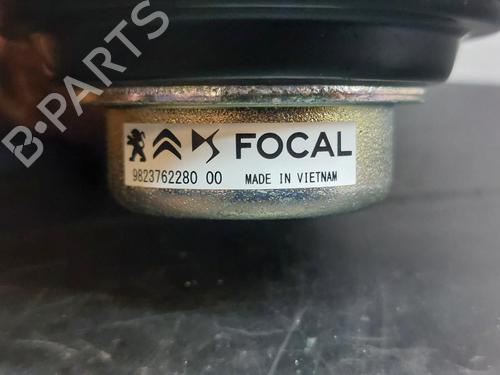 B-PARTS
FOCAL
9823762280 00 MADE IN VIETNAM